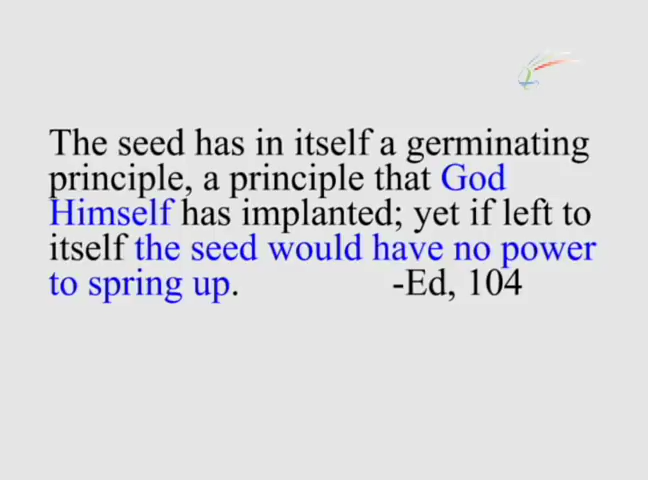 The seed has in itself a germinating
principle, a principle that God
Himself has implanted; yet if left to
itself the seed would have no power
to spring up. -Ed, 104